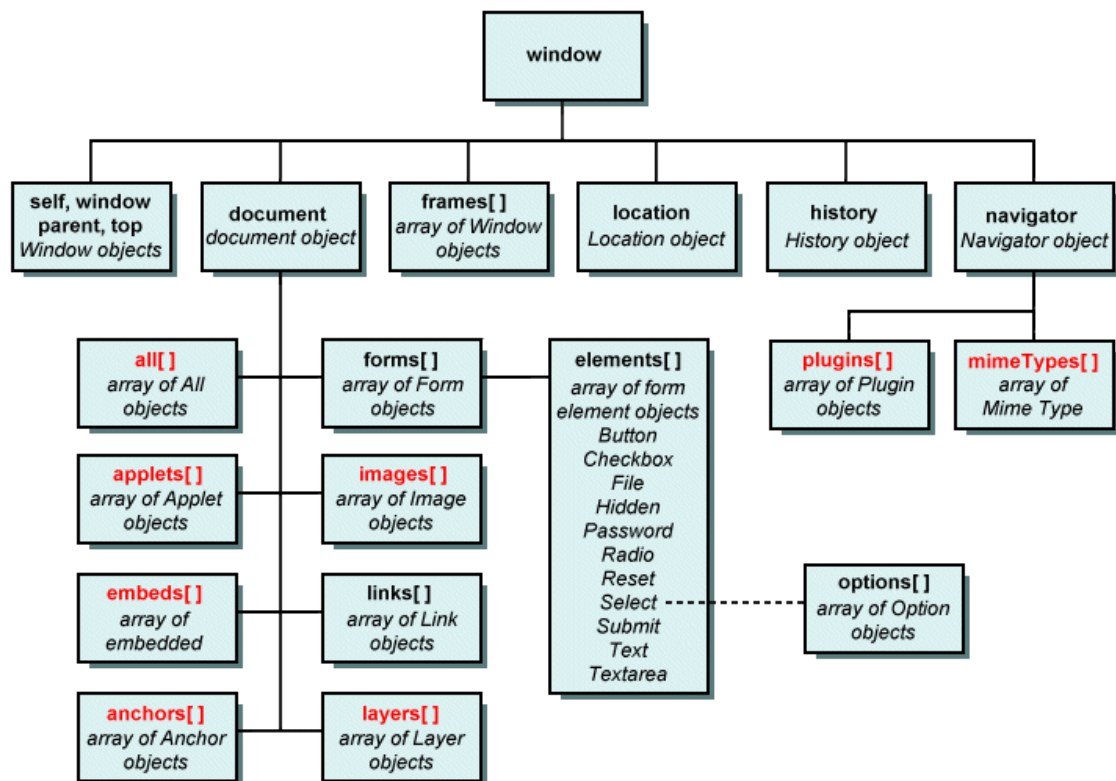 window
self, window
parent, top
Window objects
document
document object
frames[ ]
array of Window
objects
location
Location object
history
History object
navigator
Navigator object
all[ ]
array of All
objects
forms[ ]
array of Form
objects
elements[ ]
array of form
element objects
Button
Checkbox
File
Hidden
Password
Radio
Reset
Select
Submit
Text
Textarea
plugins[ ]
array of Plugin
objects
mimeTypes[ ]
array of
Mime Type
applets[ ]
array of Applet
objects
images[ ]
array of Image
objects
embeds[ ]
array of
embedded
links[ ]
array of Link
objects
options[ ]
array of Option
objects
anchors[ ]
array of Anchor
objects
layers[ ]
array of Layer
objects